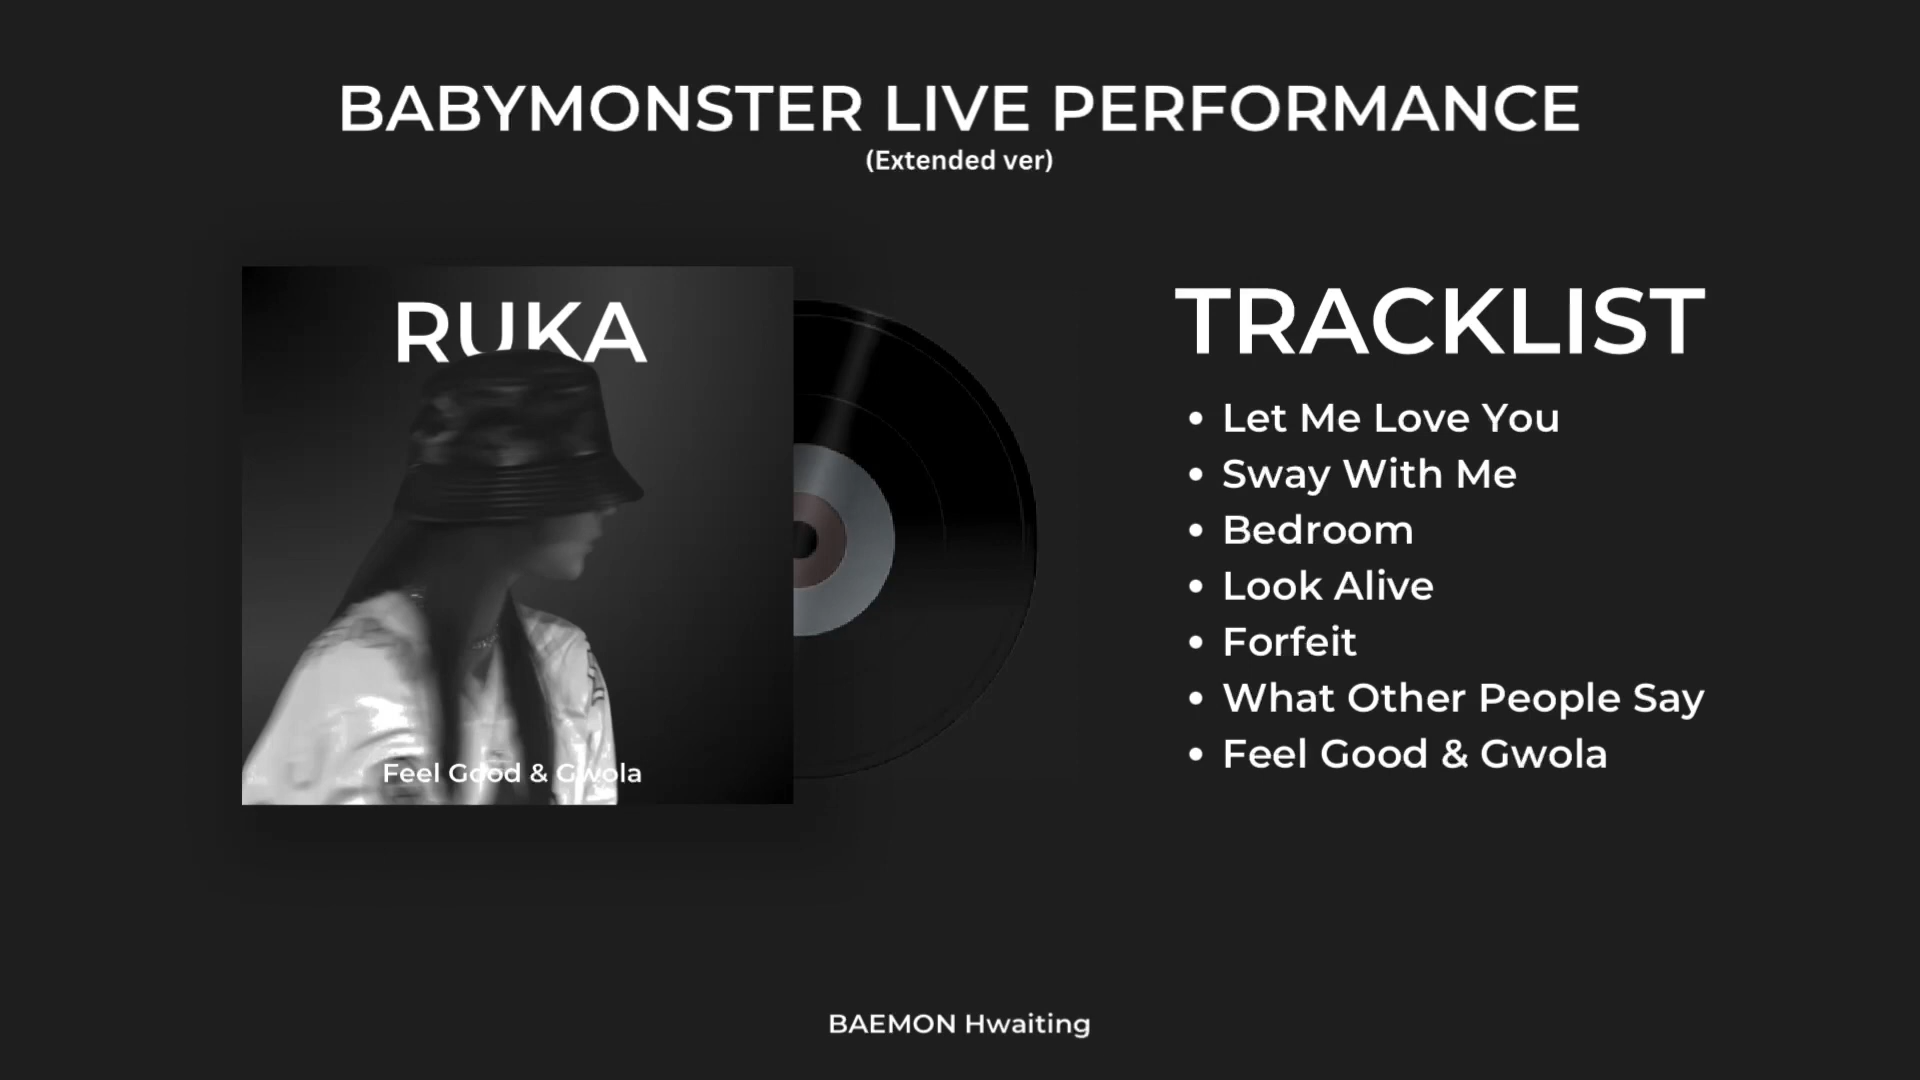 BABYMONSTER LIVE PERFORMANCE
(Extended ver)
RUKA
Feel Good & Gwola
TRACKLIST
• Let Me Love You
• Sway With Me
• Bedroom
• Look Alive
• Forfeit
• What Other People Say
• Feel Good & Gwola
BAEMON Hwaiting